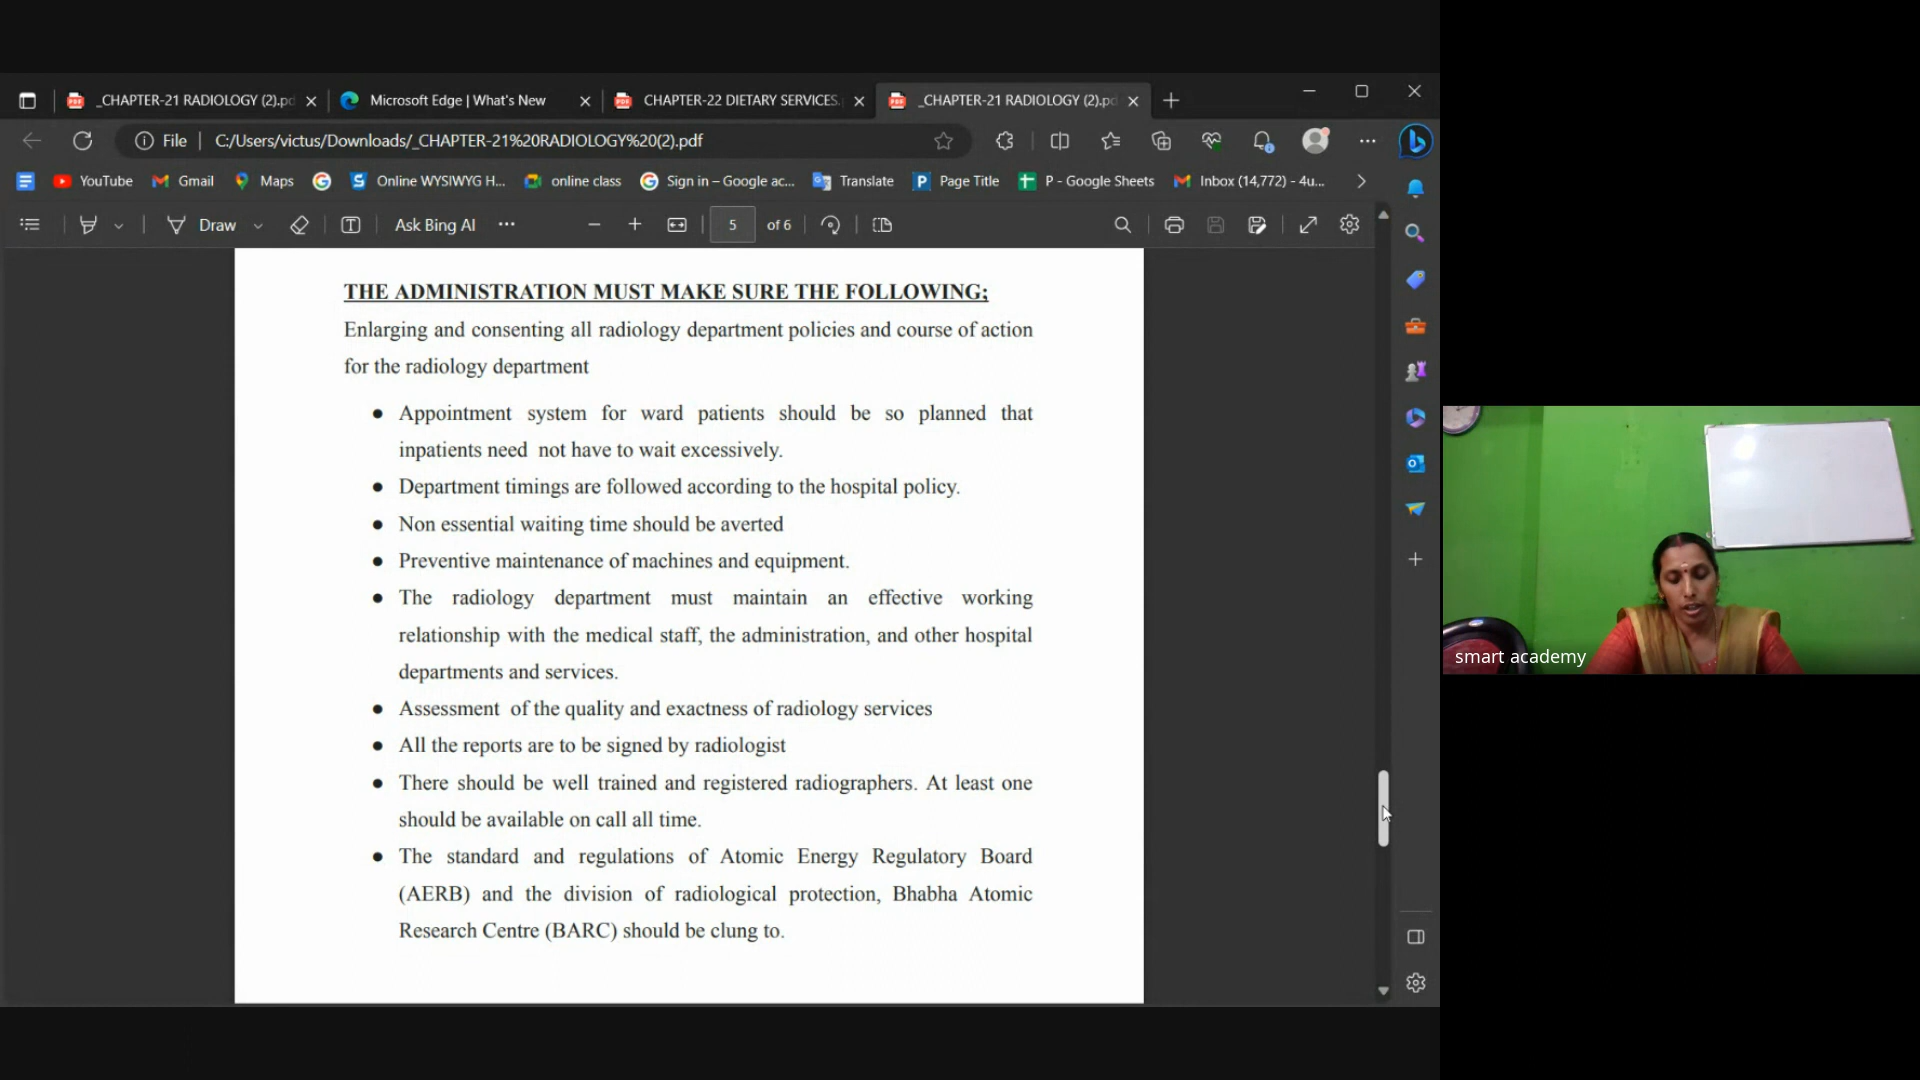 _CHAPTER-21 RADIOLOGY (2).pd
Microsoft Edge | What's New
CHAPTER-22 DIETARY SERVICES.
_CHAPTER-21 RADIOLOGY (2).pd
File
C:/Users/victus/Downloads/_CHAPTER-21%20RADIOLOGY%20(2).pdf
YouTube
Gmail
Maps
Online WYSIWYG H...
online class
Sign in – Google ac...
Translate
Page Title
P - Google Sheets
Inbox (14,772) - 4u...
Draw
Ask Bing AI
5 of 6
THE ADMINISTRATION MUST MAKE SURE THE FOLLOWING;
Enlarging and consenting all radiology department policies and course of action
for the radiology department
● Appointment system for ward patients should be so planned that
inpatients need not have to wait excessively.
● Department timings are followed according to the hospital policy.
● Non essential waiting time should be averted
● Preventive maintenance of machines and equipment.
● The radiology department must maintain an effective working
relationship with the medical staff, the administration, and other hospital
departments and services.
● Assessment of the quality and exactness of radiology services
● All the reports are to be signed by radiologist
● There should be well trained and registered radiographers. At least one
should be available on call all time.
● The standard and regulations of Atomic Energy Regulatory Board
(AERB) and the division of radiological protection, Bhabha Atomic
Research Centre (BARC) should be clung to.
smart academy